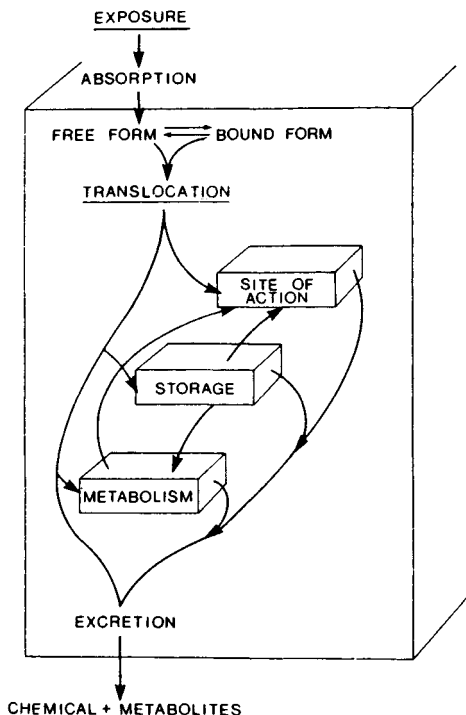 EXPOSURE
ABSORPTION
FREE FORM BOUND FORM
TRANSLOCATION
SITE OF
ACTION
STORAGE
METABOLISM
EXCRETION
CHEMICAL + METABOLITES